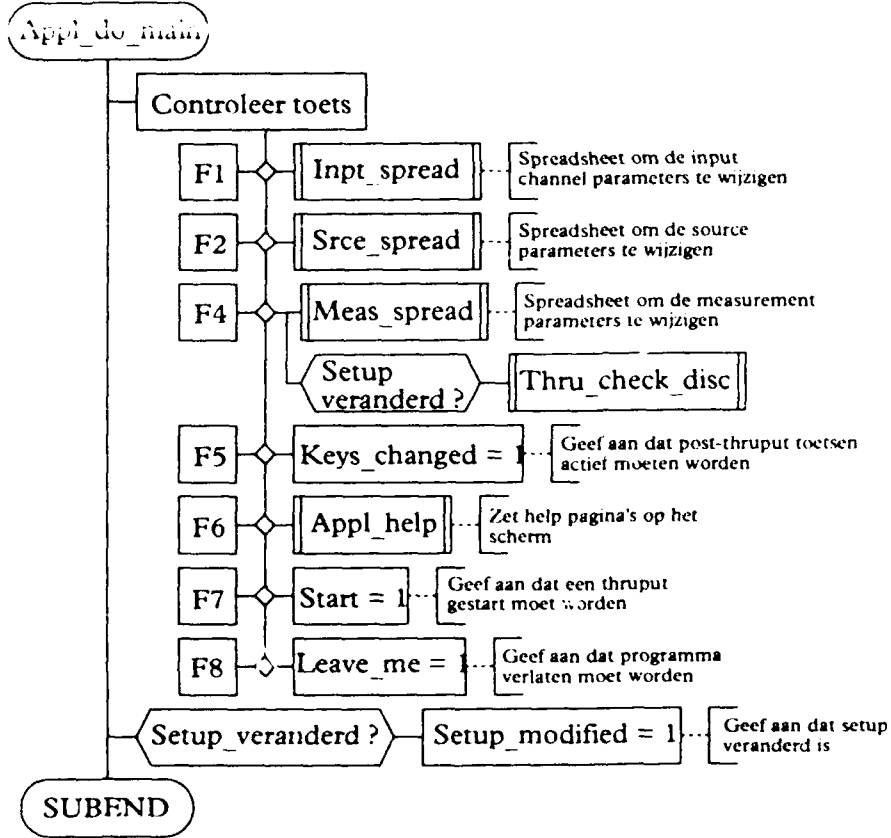 Appl_do_main
Controleer toets
F1
Inpt_spread
Spreadsheet om de input
channel parameters te wijzigen
F2
Srce_spread
Spreadsheet om de source
parameters te wijzigen
F4
Meas_spread
Spreadsheet om de measurement
parameters te wijzigen
Setup
veranderd ?
Thru_check_disc
F5
Keys_changed = 1
Geef aan dat post-thruput toetsen
actief moeten worden
F6
Appl_help
Zet help pagina's op het
scherm
F7
Start = 1
Geef aan dat een thruput
gestart moet worden
F8
Leave_me = 1
Geef aan dat programma
verlaten moet worden
Setup_veranderd ?
Setup_modified = 1
Geef aan dat setup
veranderd is
SUBEND